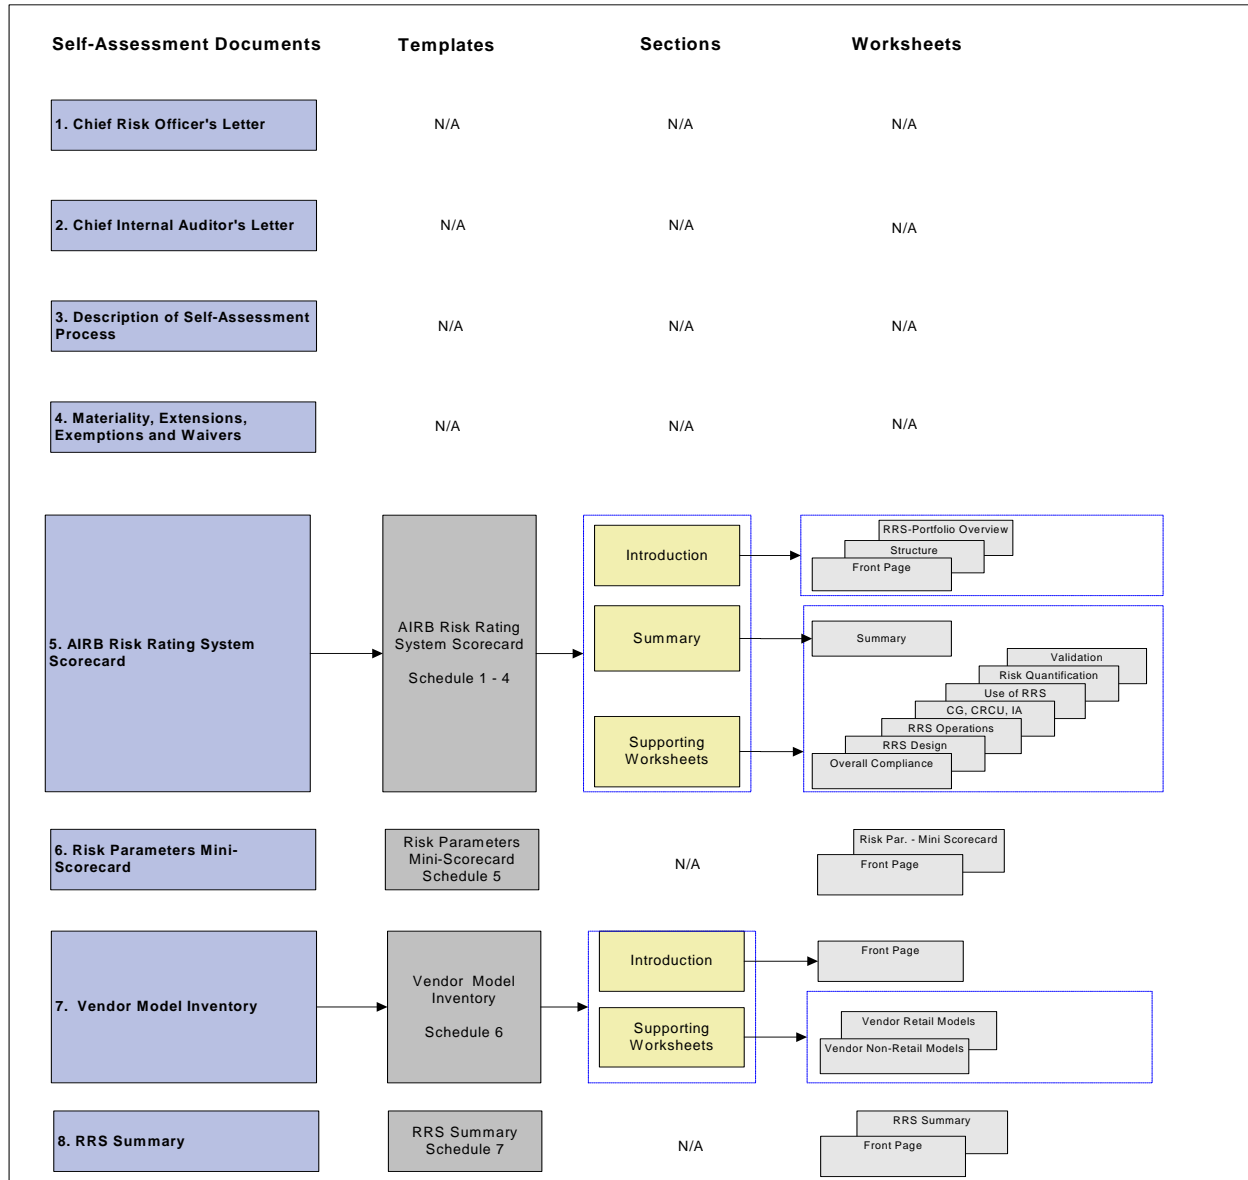 Self-Assessment Documents
Templates
Sections
Worksheets
1. Chief Risk Officer's Letter
N/A
N/A
N/A
2. Chief Internal Auditor's Letter
N/A
N/A
N/A
3. Description of Self-Assessment
Process
N/A
N/A
N/A
4. Materiality, Extensions,
Exemptions and Waivers
N/A
N/A
N/A
5. AIRB Risk Rating System
Scorecard
AIRB Risk Rating
System Scorecard
Schedule 1 - 4
Introduction
RRS-Portfolio Overview
Structure
Front Page
Summary
Summary
Supporting
Worksheets
Validation
Risk Quantification
Use of RRS
CG, CRCU, IA
RRS Operations
RRS Design
Overall Compliance
6. Risk Parameters Mini-
Scorecard
Risk Parameters
Mini-Scorecard
Schedule 5
N/A
Risk Par. - Mini Scorecard
Front Page
7. Vendor Model Inventory
Vendor Model
Inventory
Schedule 6
Introduction
Front Page
Supporting
Worksheets
Vendor Retail Models
Vendor Non-Retail Models
8. RRS Summary
RRS Summary
Schedule 7
N/A
RRS Summary
Front Page